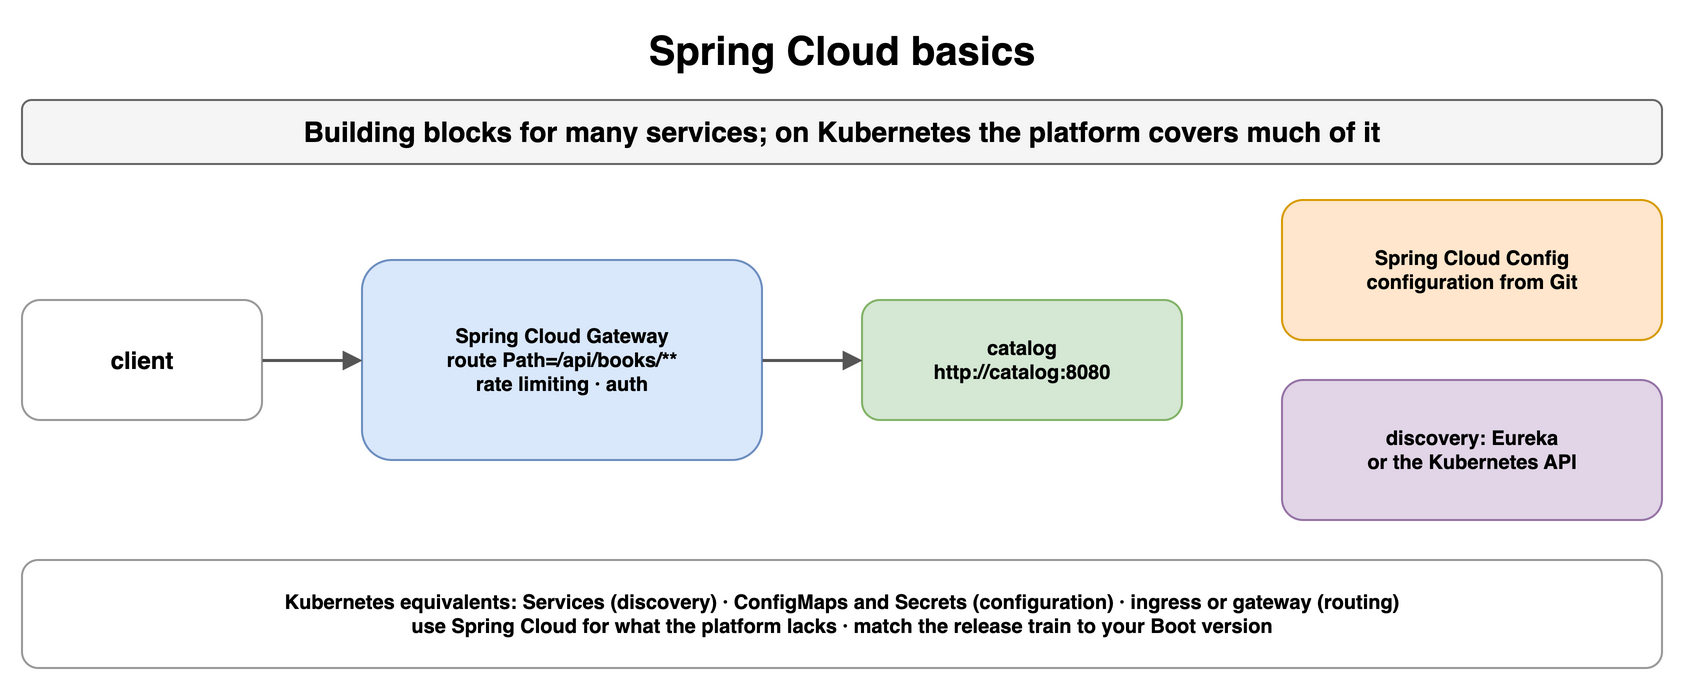 Spring Cloud basics
Building blocks for many services; on Kubernetes the platform covers much of it
client
Spring Cloud Gateway
route Path=/api/books/**
rate limiting · auth
catalog
http://catalog:8080
Spring Cloud Config
configuration from Git
discovery: Eureka
or the Kubernetes API
Kubernetes equivalents: Services (discovery) · ConfigMaps and Secrets (configuration) · ingress or gateway (routing)
use Spring Cloud for what the platform lacks · match the release train to your Boot version